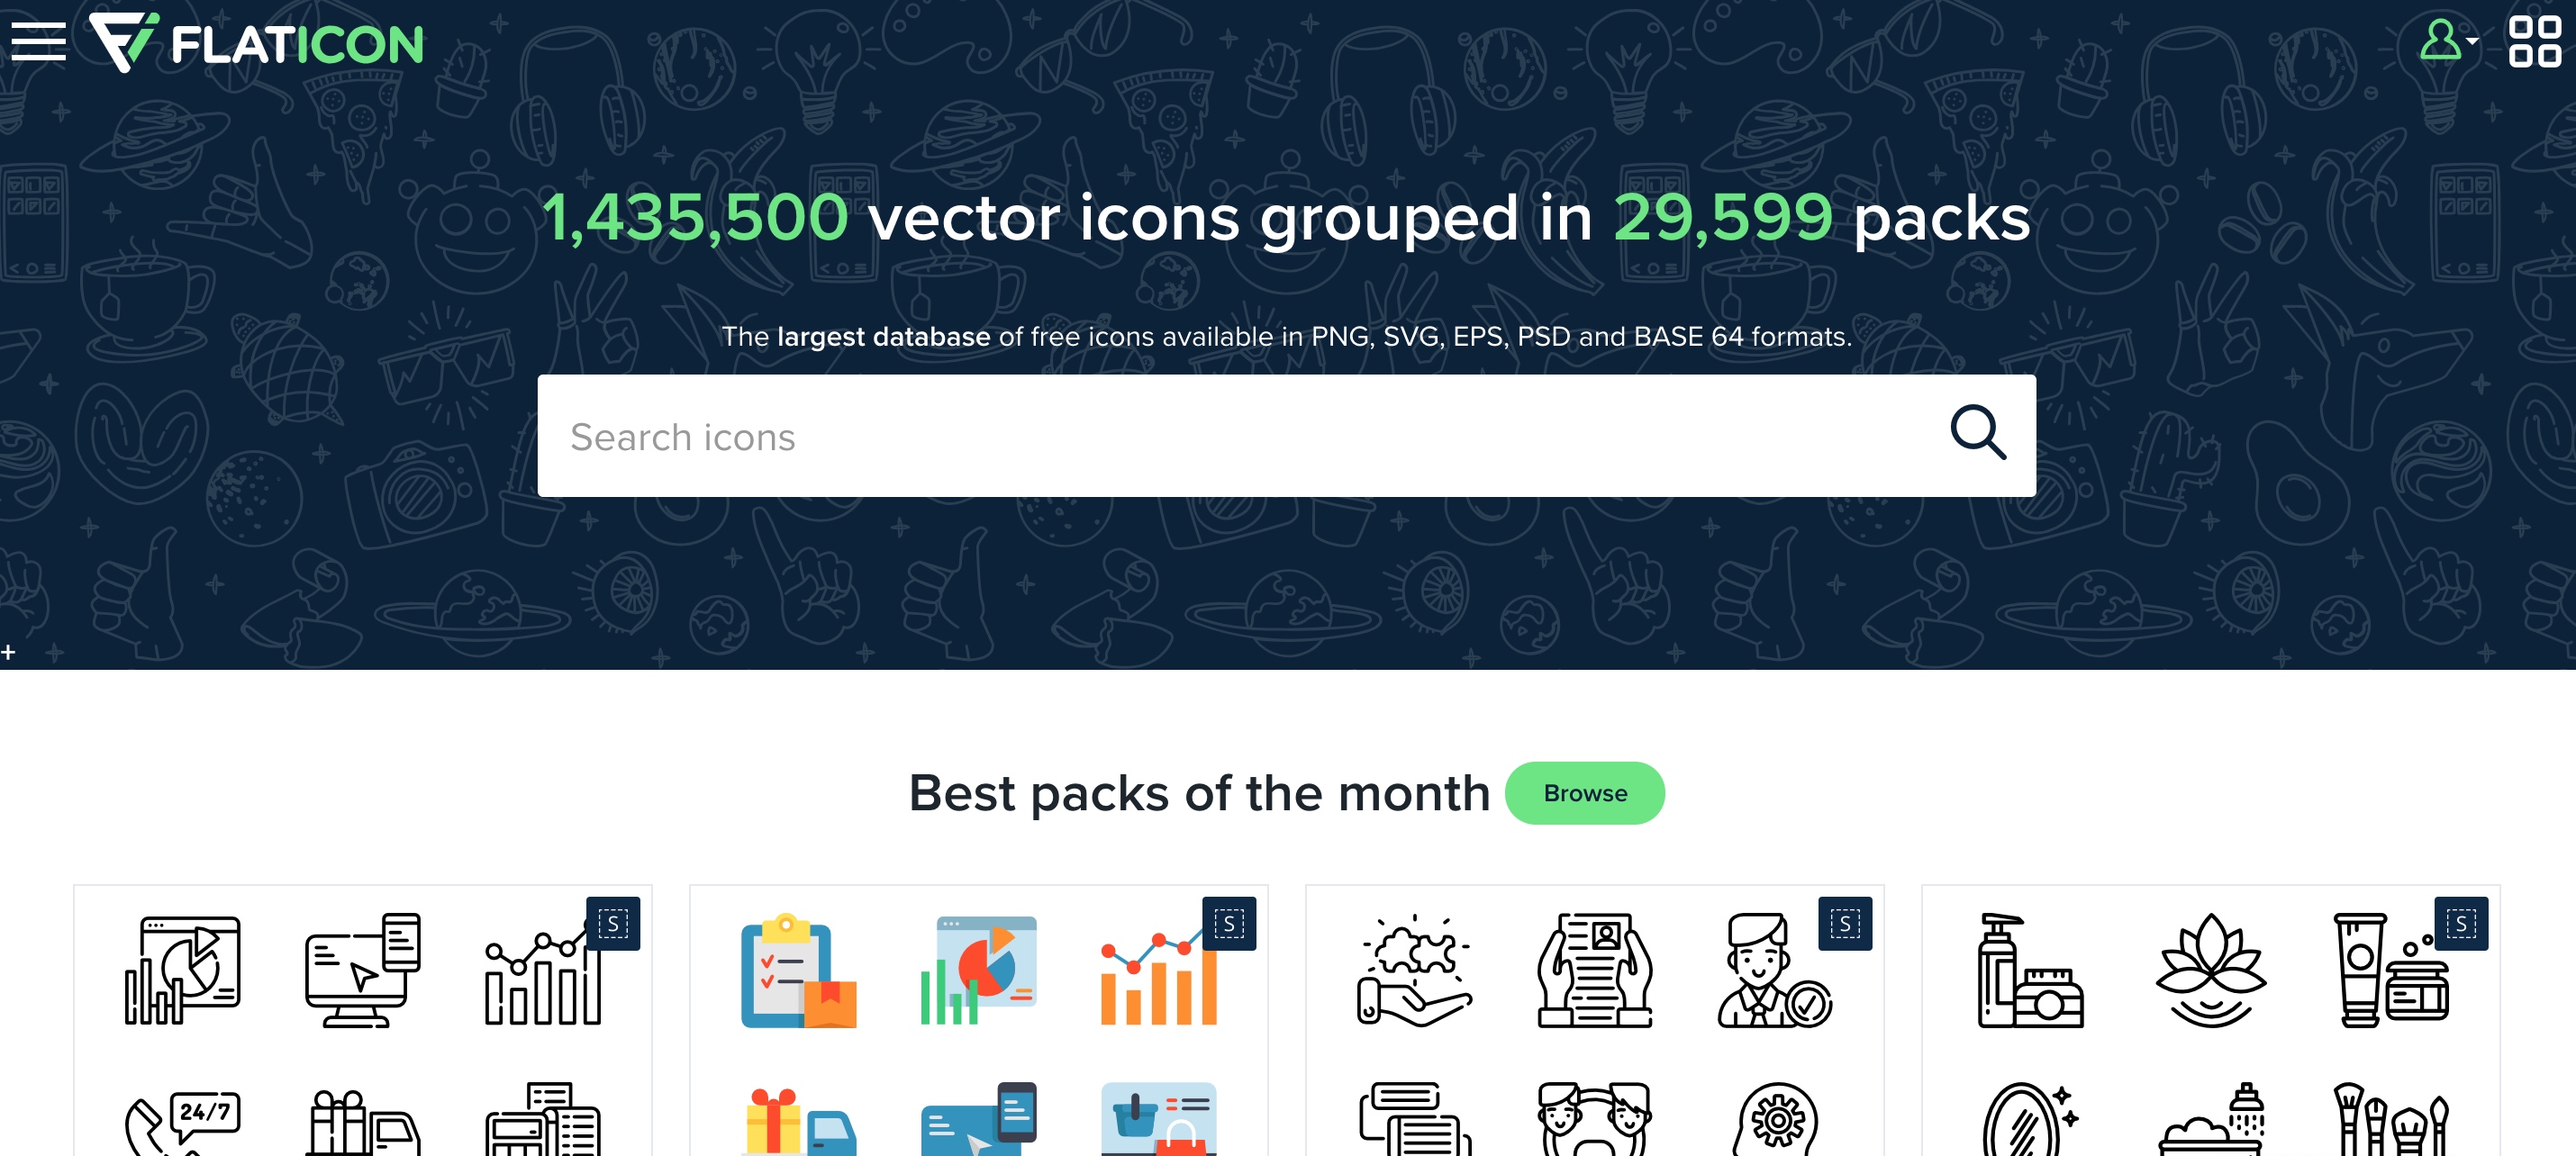 FLATICON
1,435,500 vector icons grouped in 29,599 packs
The largest database of free icons available in PNG, SVG, EPS, PSD and BASE 64 formats.
Search icons
+
Best packs of the month
Browse
S
S
S
S
24/7